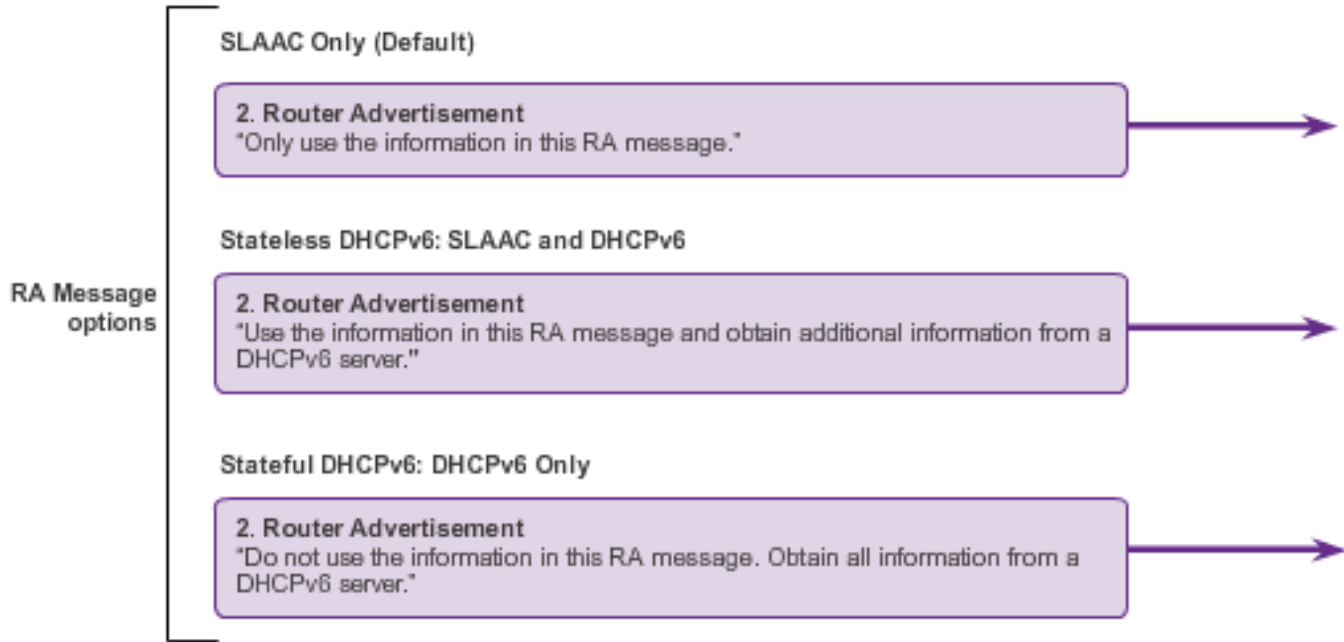 SLAAC Only (Default)
2. Router Advertisement
"Only use the information in this RA message."
Stateless DHCPv6: SLAAC and DHCPv6
RA Message
options
2. Router Advertisement
"Use the information in this RA message and obtain additional information from a
DHCPv6 server."
Stateful DHCPv6: DHCPv6 Only
2. Router Advertisement
"Do not use the information in this RA message. Obtain all information from a
DHCPv6 server."